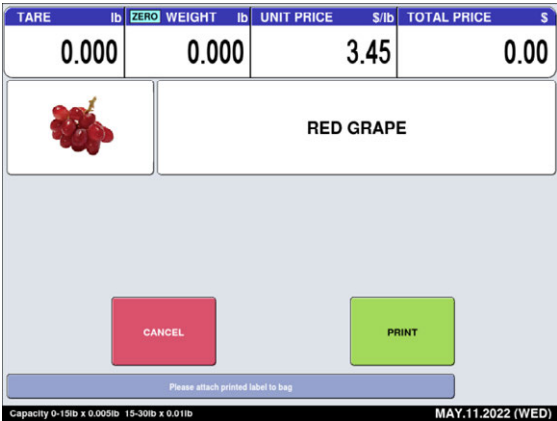 TARE lb ZERO WEIGHT lb UNIT PRICE $/lb TOTAL PRICE $
0.000 0.000 3.45 0.00
RED GRAPE
CANCEL PRINT
Please attach printed label to bag
Capacity 0-15lb x 0.005lb 15-30lb x 0.01lb MAY.11.2022 (WED)